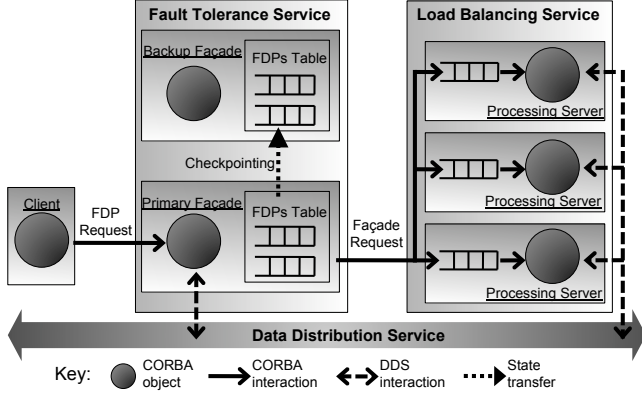 Fault Tolerance Service
Load Balancing Service
Backup Façade
FDPs Table
Processing Server
Checkpointing
Processing Server
Client
FDP
Request
Primary Façade
FDPs Table
Façade
Request
Processing Server
Data Distribution Service
Key:
CORBA
object
CORBA
interaction
DDS
interaction
State
transfer